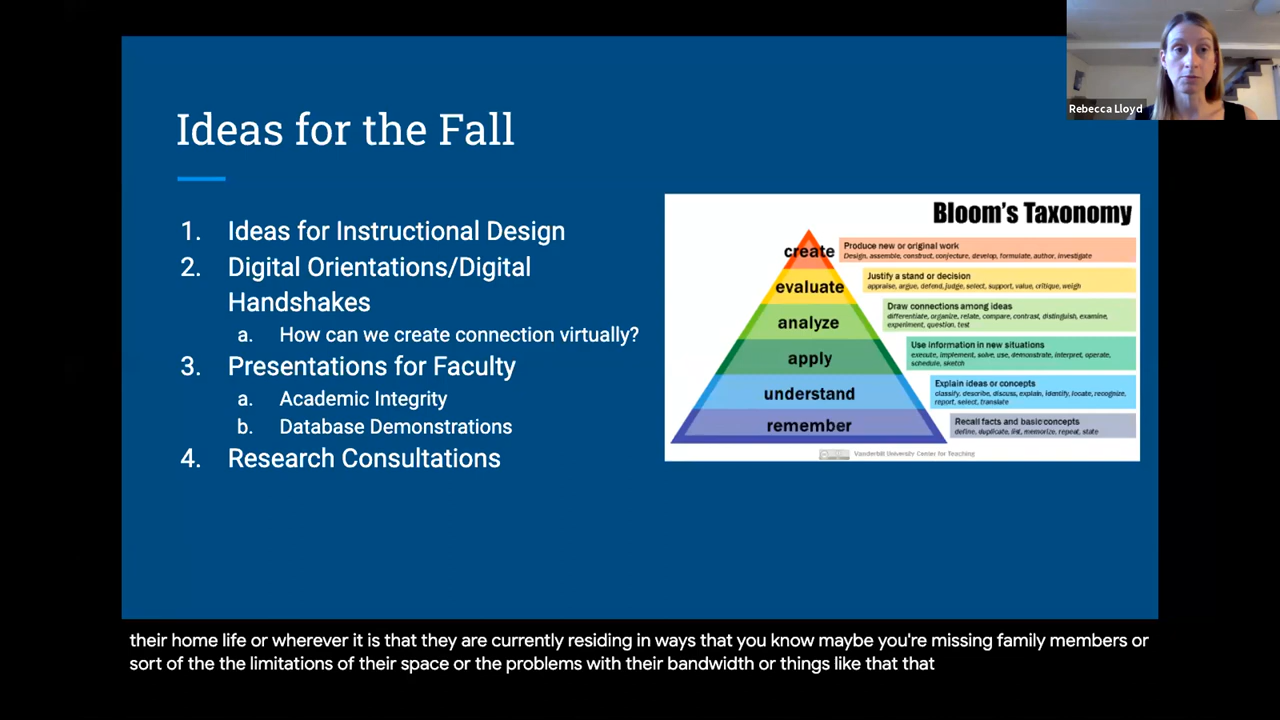 Rebecca Lloyd
Ideas for the Fall
1. Ideas for Instructional Design
2. Digital Orientations/Digital
Handshakes
a. How can we create connection virtually?
3. Presentations for Faculty
a. Academic Integrity
b. Database Demonstrations
4. Research Consultations
Bloom's Taxonomy
create
Produce new or original work
Design, assemble, construct, conjecture, develop, formulate, author, investigate
evaluate
Justify a stand or decision
appraise, argue, defend, judge, select, support, value, critique, weigh
analyze
Draw connections among ideas
differentiate, organize, relate, compare, contrast, distinguish, examine,
experiment, question, test
apply
Use information in new situations
execute, implement, solve, use, demonstrate, interpret, operate,
schedule, sketch
understand
Explain ideas or concepts
classify, describe, discuss, explain, identify, locate, recognize,
report, select, translate
remember
Recall facts and basic concepts
define, duplicate, list, memorize, repeat, state
Vanderbilt University Center for Teaching
their home life or wherever it is that they are currently residing in ways that you know maybe you're missing family members or
sort of the the limitations of their space or the problems with their bandwidth or things like that that